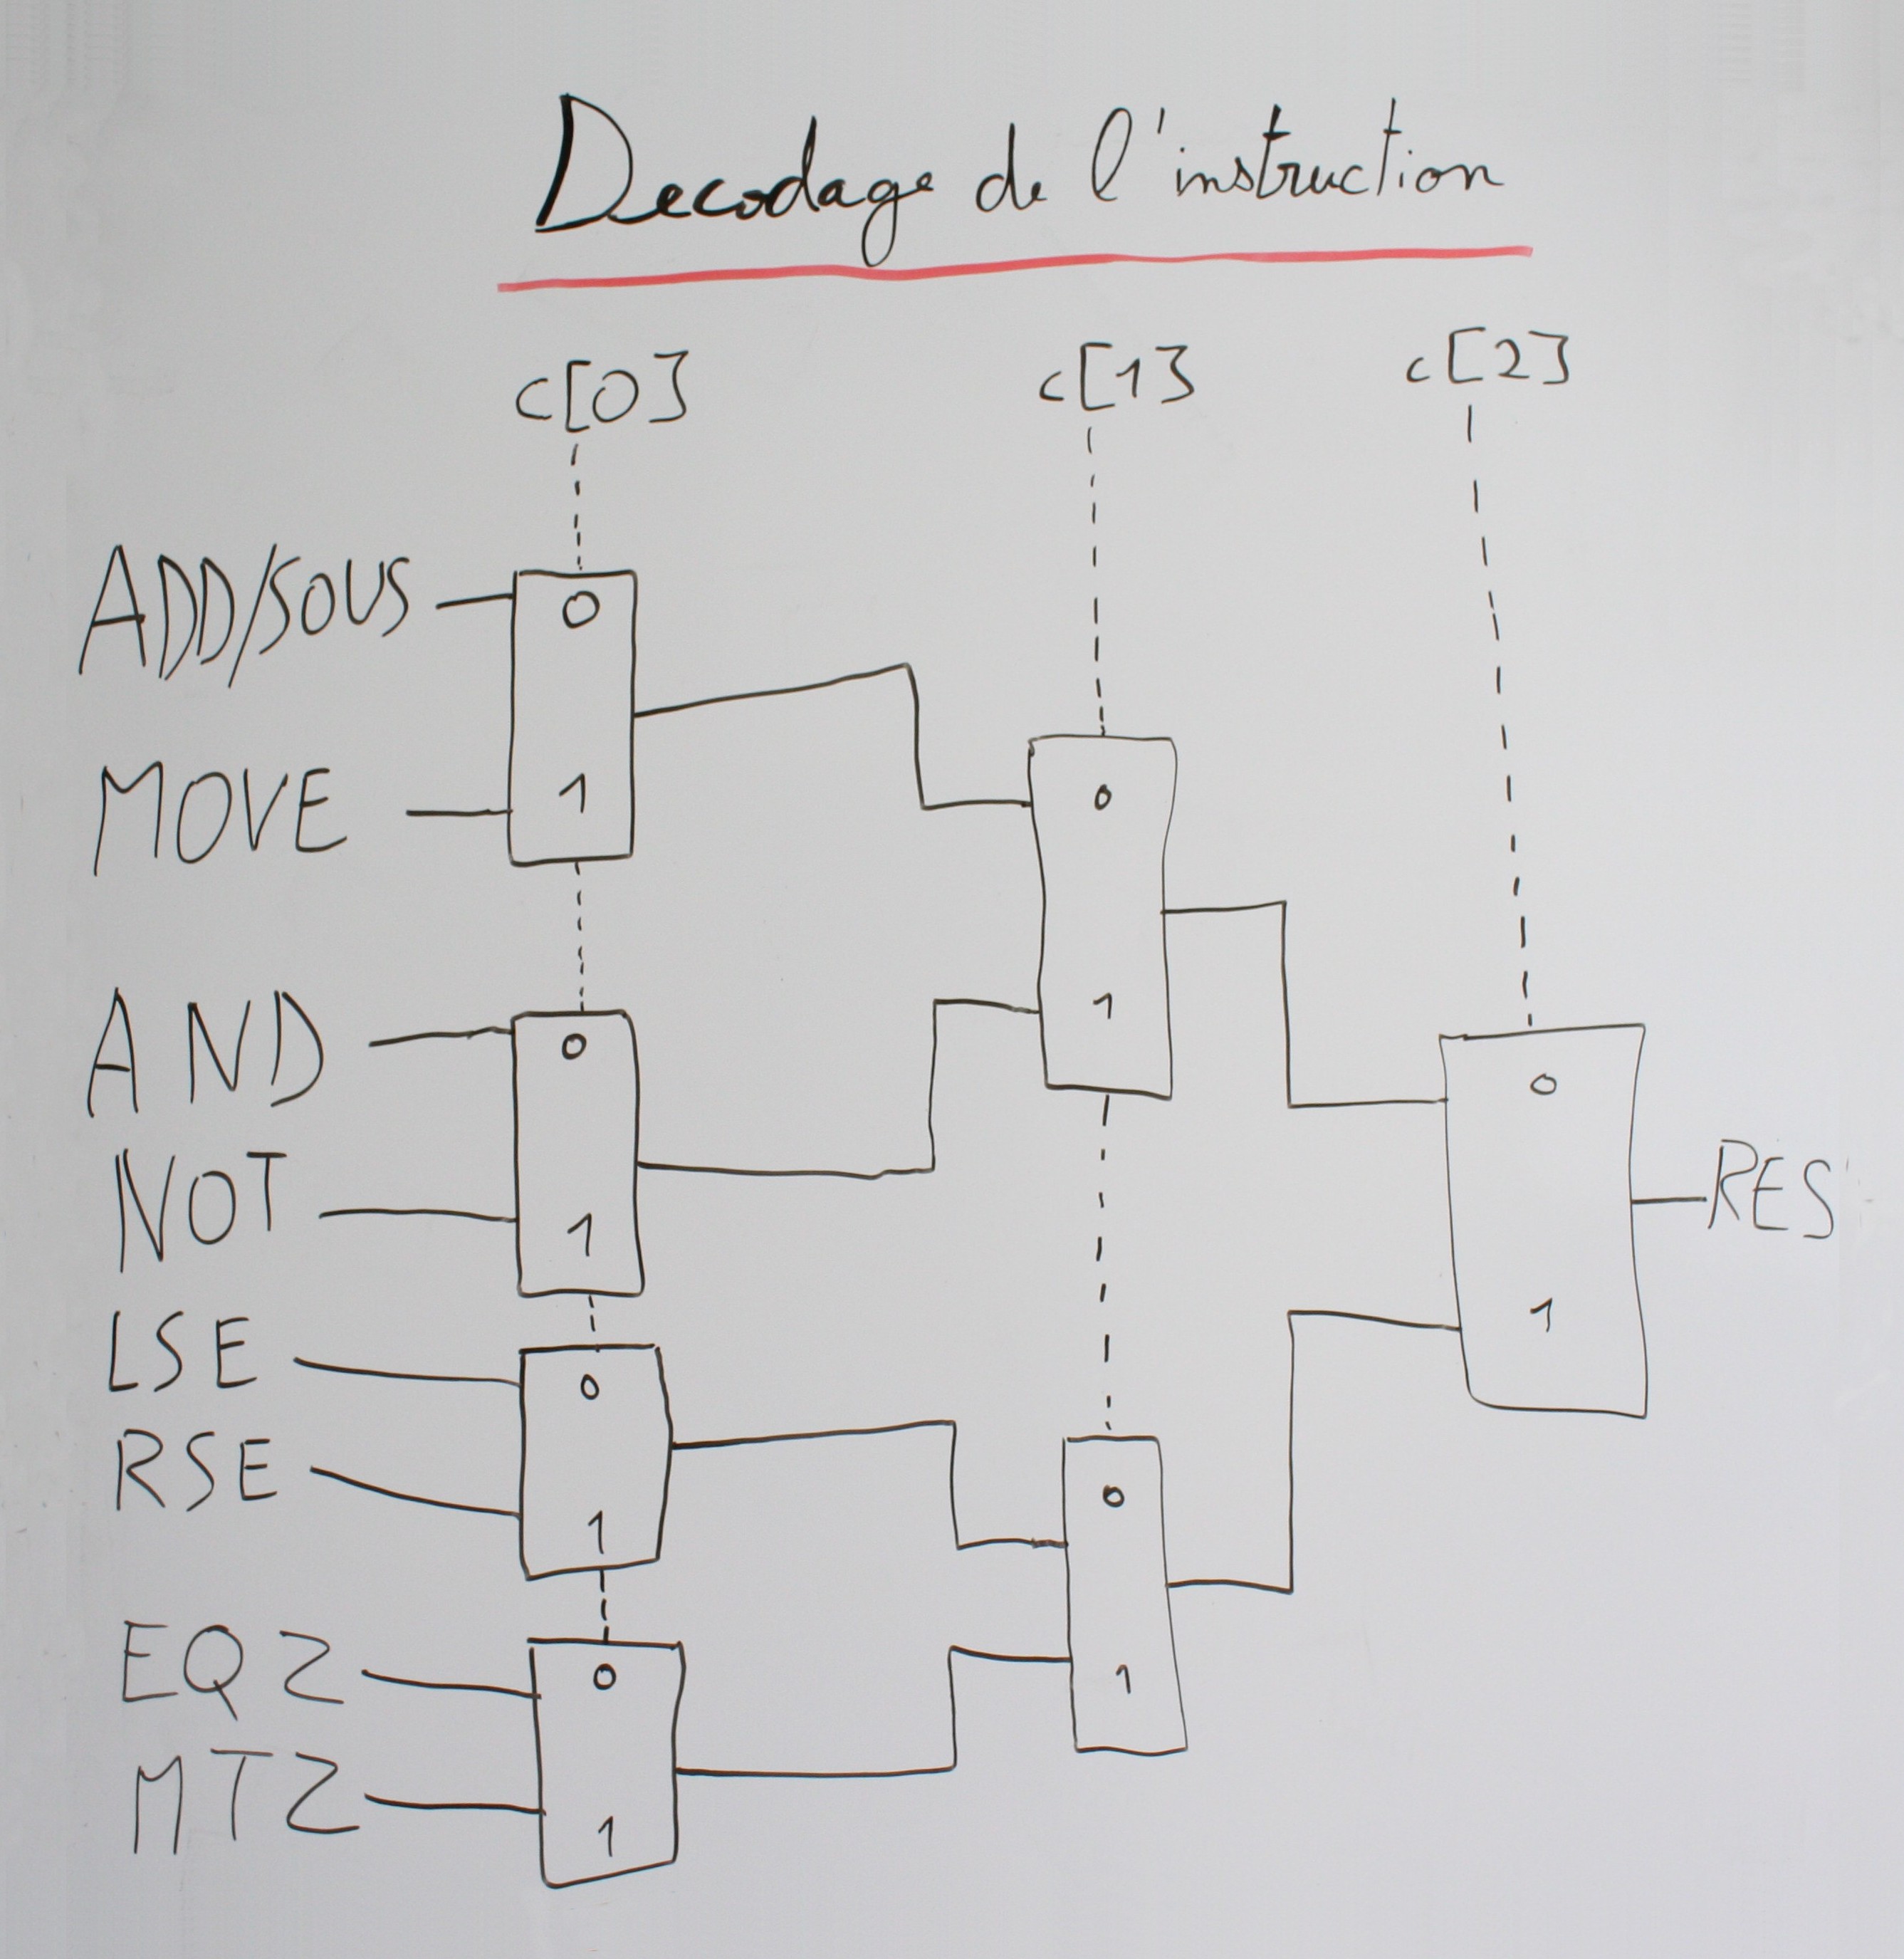 Decodage de l'instruction
c[0] c[1] c[2]
ADD/SOUS
0
MOVE
1
0
AND
0
1
NOT
1
0
RES
LSE
0
1
RSE
1
0
EQZ
0
1
MTZ
1